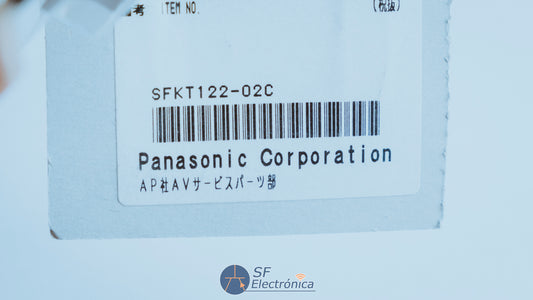 考 ITEM NO. (税抜)
SFKT122-02C
Panasonic Corporation
AP社AVサービスパーツ部
SF
Electrónica